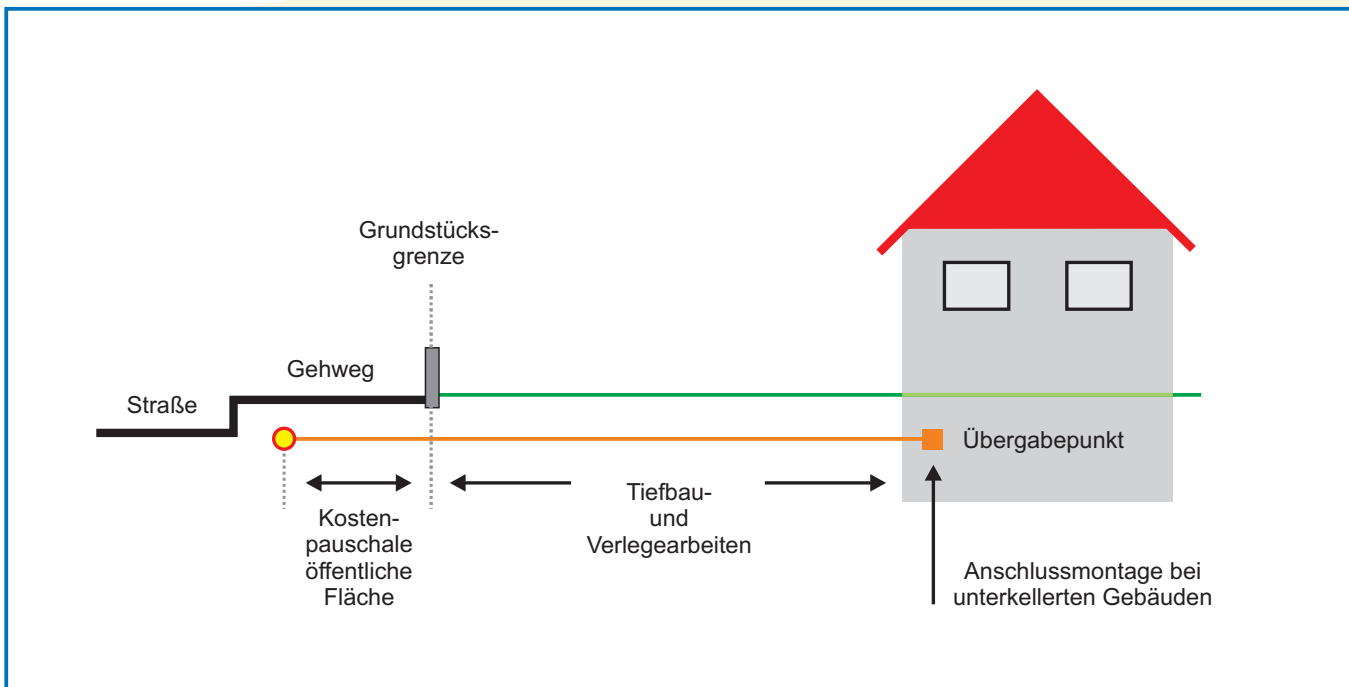 Grundstücks-
grenze
Gehweg
Straße
Übergabepunkt
Kosten-
pauschale
öffentliche
Fläche
Tiefbau-
und
Verlegearbeiten
Anschlussmontage bei
unterkellerten Gebäuden